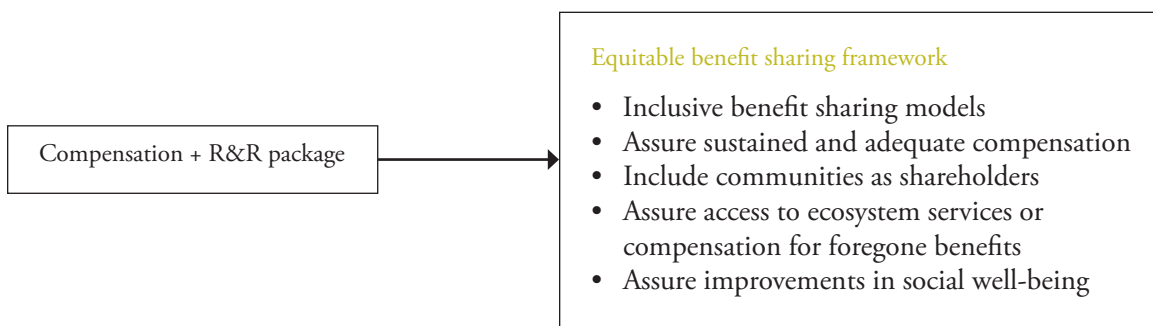 Compensation + R&R package
Equitable benefit sharing framework
• Inclusive benefit sharing models
• Assure sustained and adequate compensation
• Include communities as shareholders
• Assure access to ecosystem services or
compensation for foregone benefits
• Assure improvements in social well-being